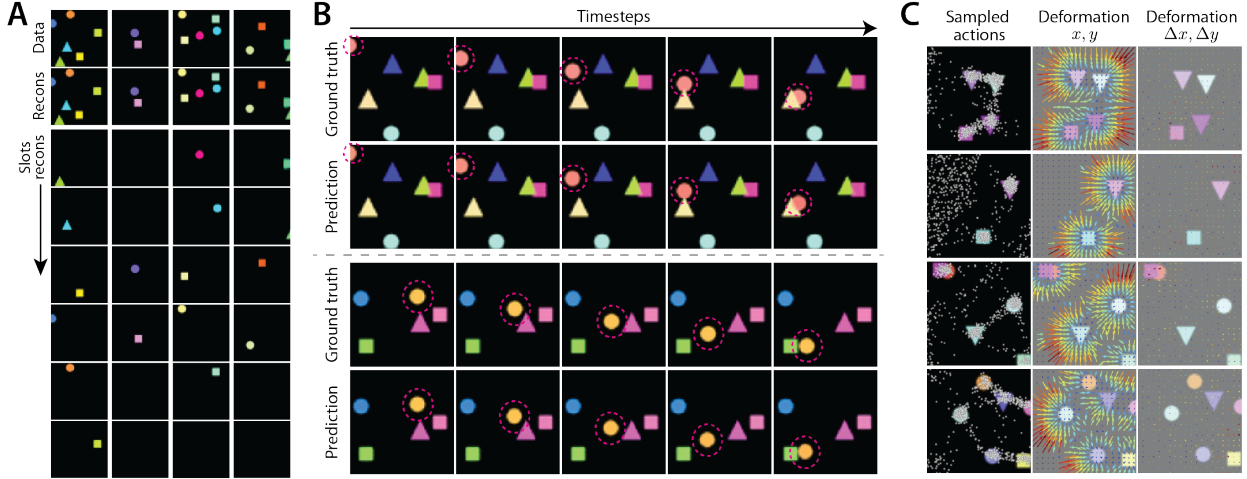 A
Data
Recons
Slots
recons
B
Timesteps
Ground truth
Prediction
Ground truth
Prediction
C
Sampled
actions
Deformation
x, y
Deformation
Δx, Δy